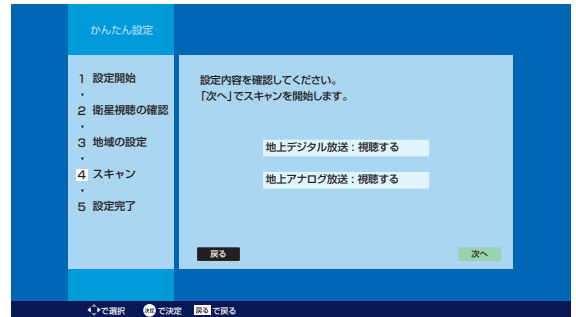 かんたん設定
1 設定開始
2 衛星視聴の確認
3 地域の設定
4 スキャン
5 設定完了
設定内容を確認してください。
「次へ」でスキャンを開始します。
地上デジタル放送：視聴する
地上アナログ放送：視聴する
戻る
次へ
で選択 決定 で決定 戻る で戻る